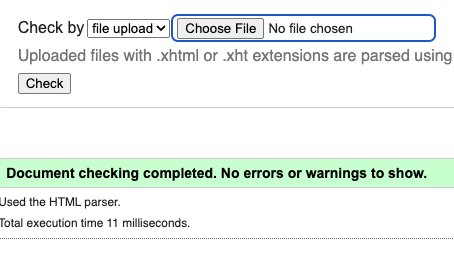 Check by file upload Choose File No file chosen
Uploaded files with .xhtml or .xht extensions are parsed using
Check
Document checking completed. No errors or warnings to show.
Used the HTML parser.
Total execution time 11 milliseconds.